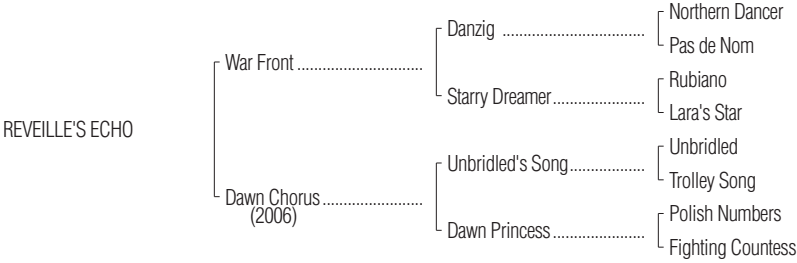 Northern Dancer
Danzig ..................................
Pas de Nom
War Front ..............................
Rubiano
Starry Dreamer......................
Lara's Star
REVEILLE'S ECHO
Unbridled
Unbridled's Song..................
Trolley Song
Dawn Chorus........................
(2006)
Polish Numbers
Dawn Princess......................
Fighting Countess